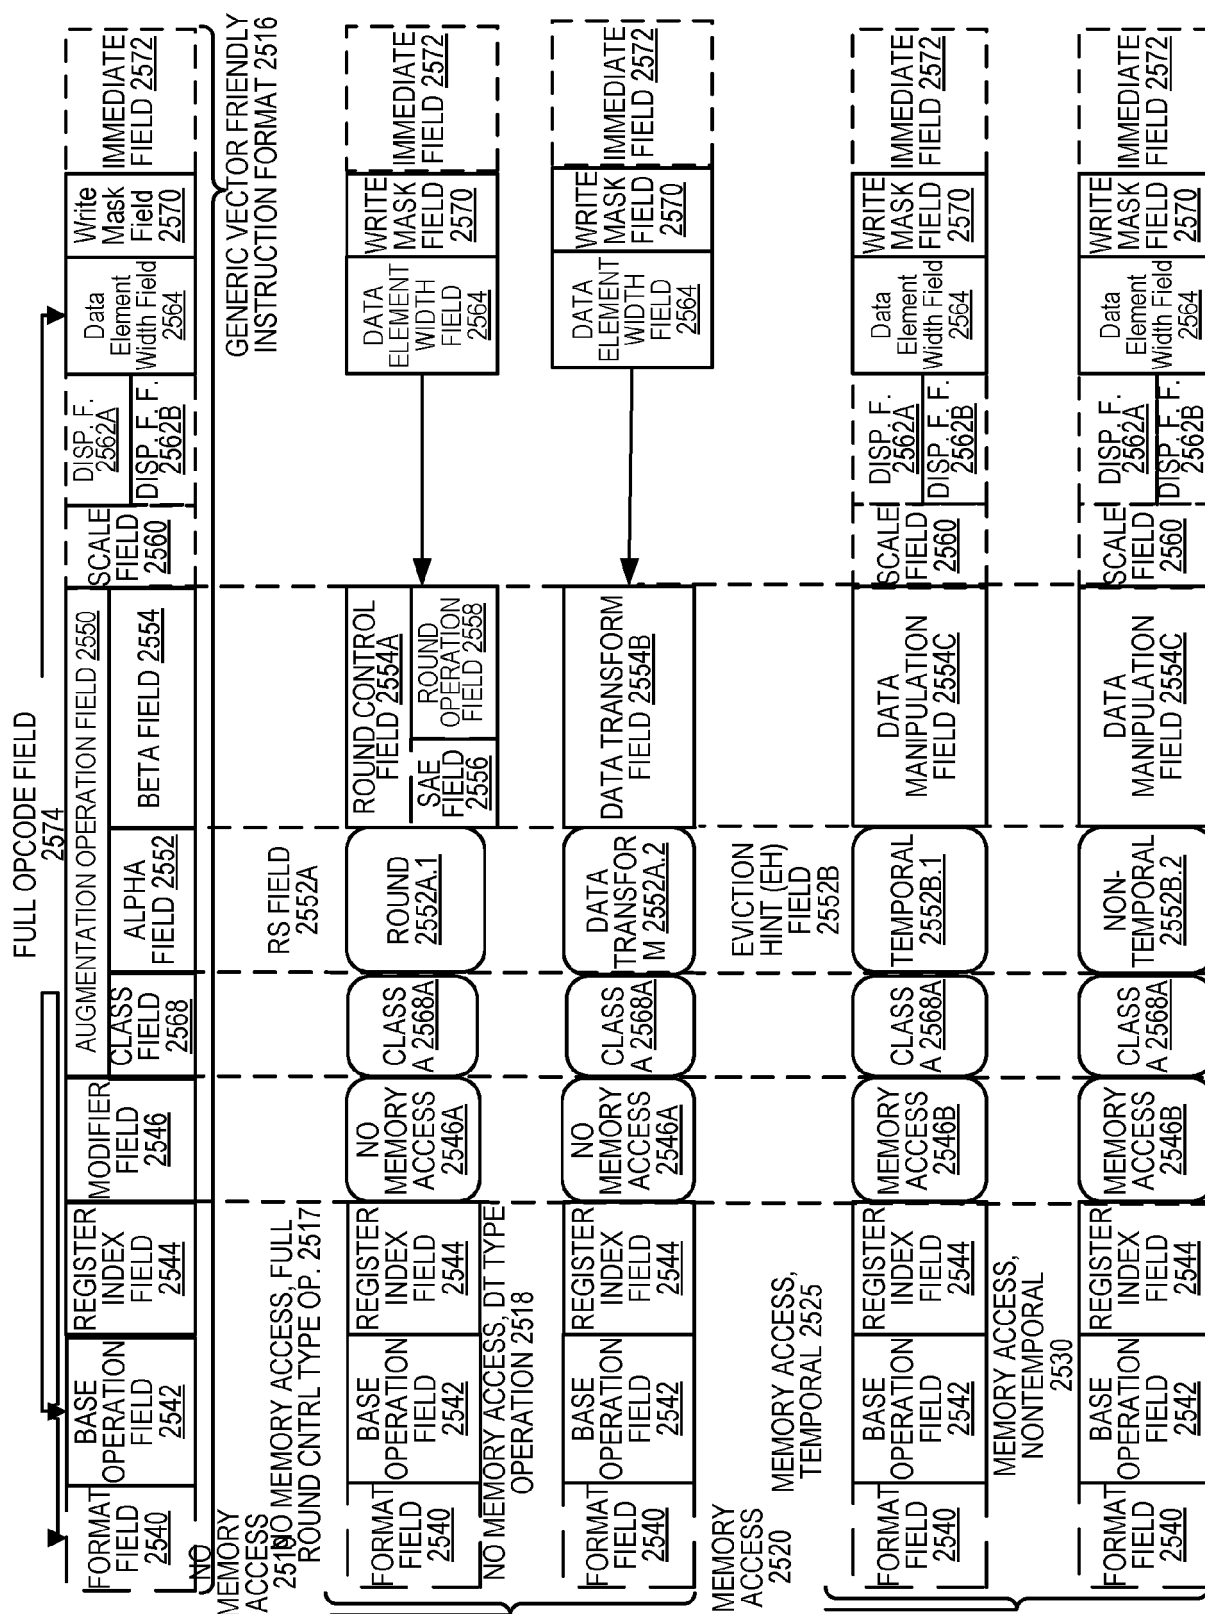 FULL OPCODE FIELD
2574
FORMAT
FIELD
2540
BASE
OPERATION
FIELD
2542
REGISTER
INDEX
FIELD
2544
MODIFIER
FIELD
2546
AUGMENTATION OPERATION FIELD 2550
CLASS
FIELD
2568
ALPHA
FIELD 2552
BETA FIELD 2554
SCALE
FIELD
2560
DISP. F.
2562A
DISP. F. F.
2562B
Data
Element
Width Field
2564
Write
Mask
Field
2570
IMMEDIATE
FIELD 2572
GENERIC VECTOR FRIENDLY
INSTRUCTION FORMAT 2516
NO
MEMORY
ACCESS
2519
NO MEMORY ACCESS, FULL
ROUND CNTRL TYPE OP. 2517
RS FIELD
2552A
FORMAT
FIELD
2540
BASE
OPERATION
FIELD
2542
REGISTER
INDEX
FIELD
2544
NO
MEMORY
ACCESS
2546A
CLASS
A 2568A
ROUND
2552A.1
ROUND CONTROL
FIELD 2554A
SAE
FIELD
2556
ROUND
OPERATION
FIELD 2558
DATA
ELEMENT
WIDTH
FIELD
2564
WRITE
MASK
FIELD
2570
IMMEDIATE
FIELD 2572
NO MEMORY ACCESS, DT TYPE
OPERATION 2518
FORMAT
FIELD
2540
BASE
OPERATION
FIELD
2542
REGISTER
INDEX
FIELD
2544
NO
MEMORY
ACCESS
2546A
CLASS
A 2568A
DATA
TRANSFOR
M 2552A.2
DATA TRANSFORM
FIELD 2554B
DATA
ELEMENT
WIDTH
FIELD
2564
WRITE
MASK
FIELD
2570
IMMEDIATE
FIELD 2572
MEMORY
ACCESS
2520
MEMORY ACCESS,
TEMPORAL 2525
EVICTION
HINT (EH)
FIELD
2552B
FORMAT
FIELD
2540
BASE
OPERATION
FIELD
2542
REGISTER
INDEX
FIELD
2544
MEMORY
ACCESS
2546B
CLASS
A 2568A
TEMPORAL
2552B.1
DATA
MANIPULATION
FIELD 2554C
SCALE
FIELD
2560
DISP. F.
2562A
DISP. F. F.
2562B
Data
Element
Width Field
2564
WRITE
MASK
FIELD
2570
IMMEDIATE
FIELD 2572
MEMORY ACCESS,
NONTEMPORAL
2530
FORMAT
FIELD
2540
BASE
OPERATION
FIELD
2542
REGISTER
INDEX
FIELD
2544
MEMORY
ACCESS
2546B
CLASS
A 2568A
NON-
TEMPORAL
2552B.2
DATA
MANIPULATION
FIELD 2554C
SCALE
FIELD
2560
DISP. F.
2562A
DISP. F. F.
2562B
Data
Element
Width Field
2564
WRITE
MASK
FIELD
2570
IMMEDIATE
FIELD 2572